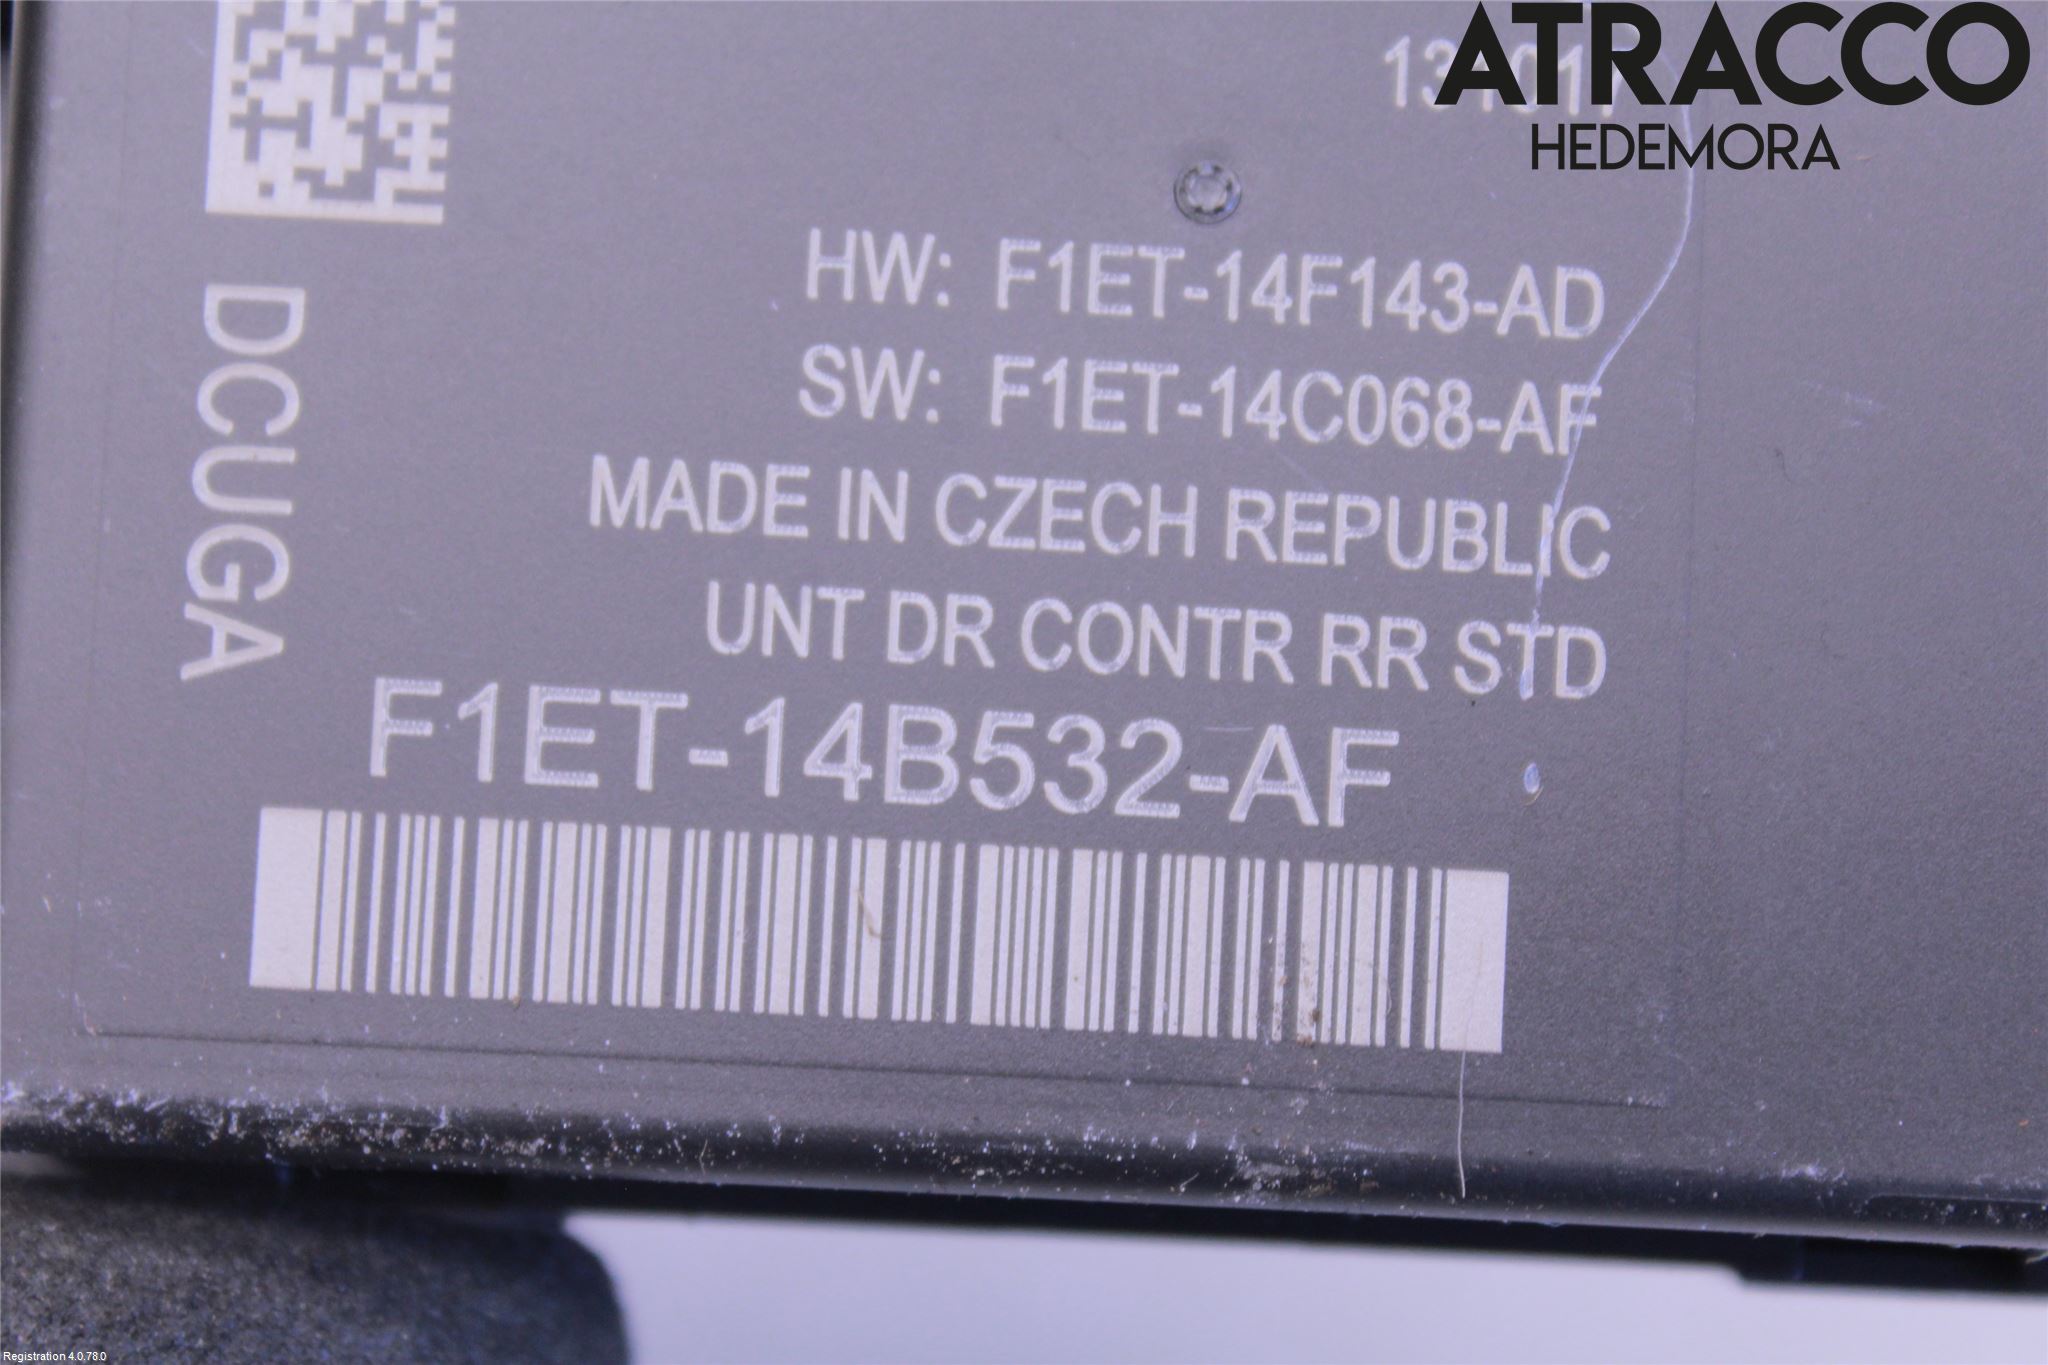 ATRACCO
HEDEMORA
HW: F1ET-14F143-AD
SW: F1ET-14C068-AF
MADE IN CZECH REPUBLIC
UNT DR CONTR RR STD
F1ET-14B532-AF
DCUGA
Registration 4.0.78.0